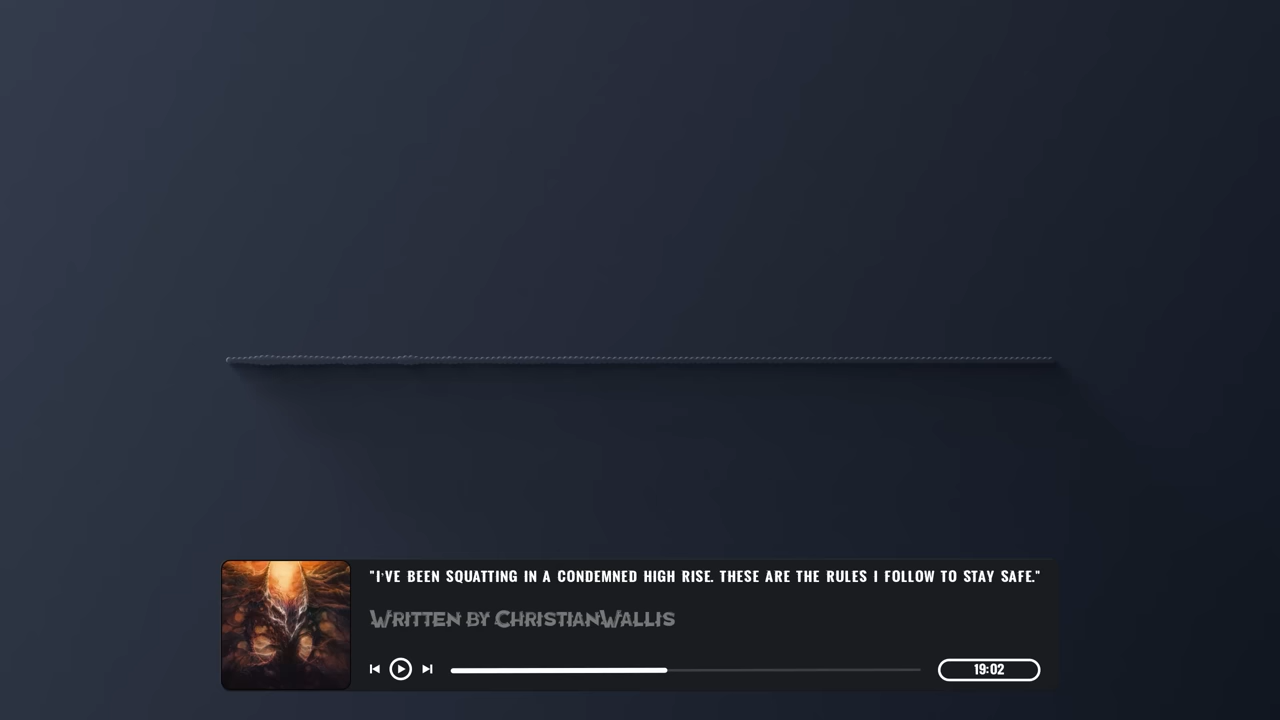 "I'VE BEEN SQUATTING IN A CONDEMNED HIGH RISE. THESE ARE THE RULES I FOLLOW TO STAY SAFE."
WRITTEN BY CHRISTIANWALLIS
19:02